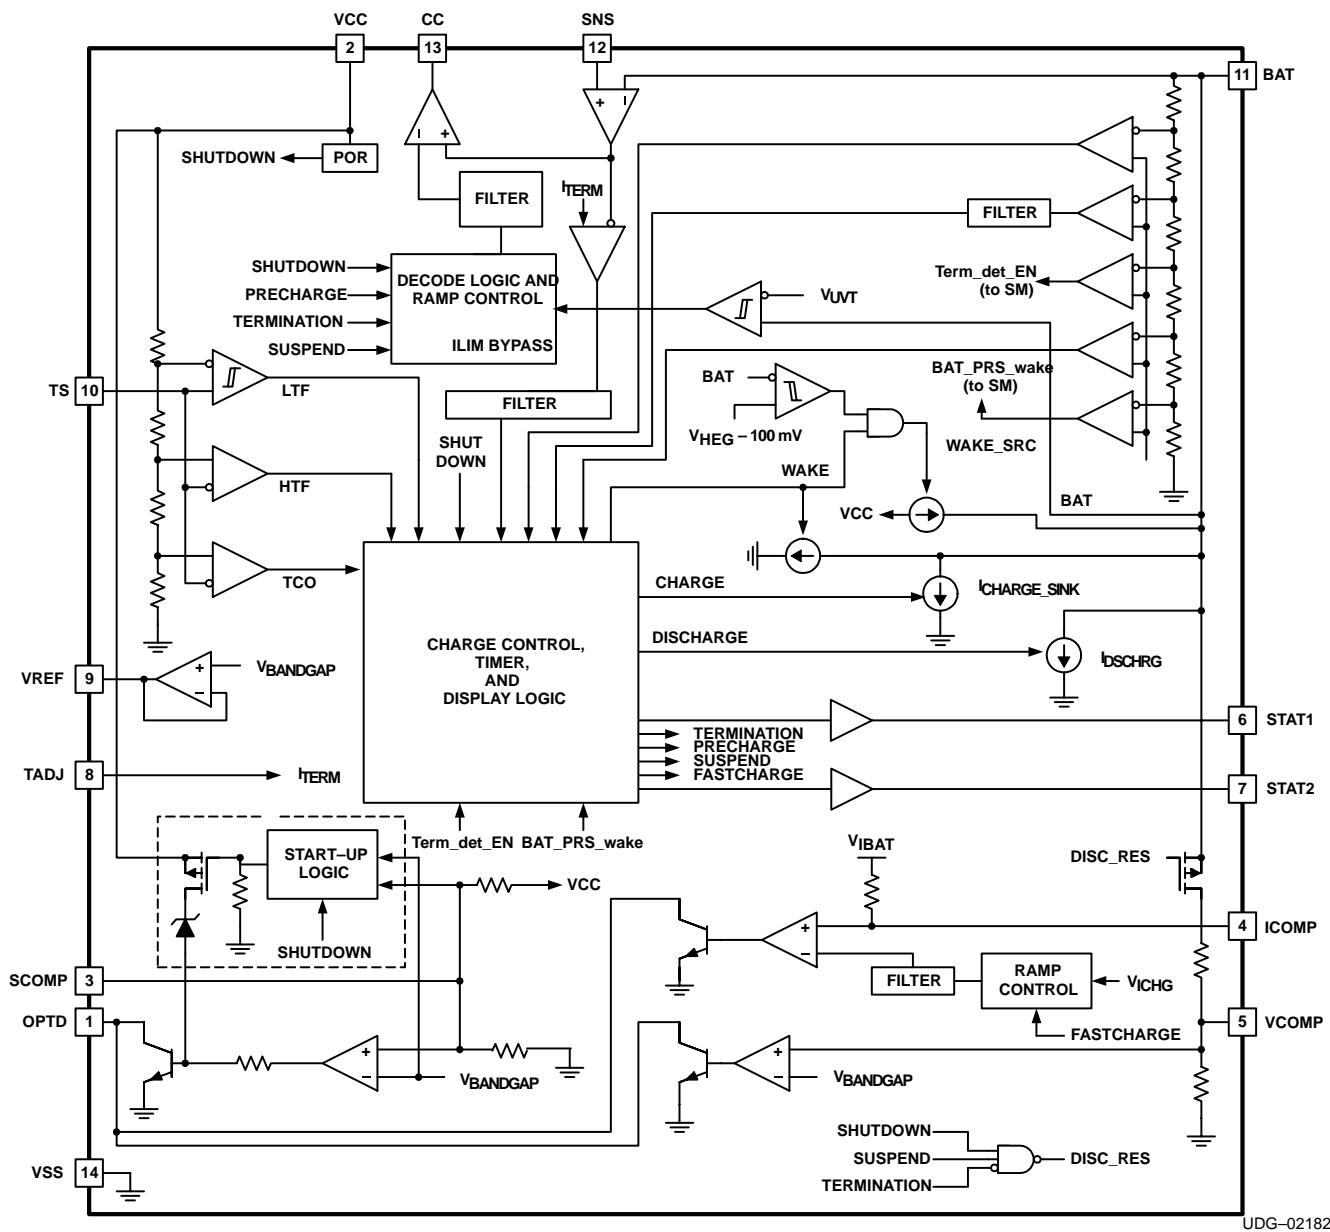 VCC
CC
SNS
2
13
12
11
BAT
SHUTDOWN
POR
FILTER
ITERM
FILTER
SHUTDOWN
PRECHARGE
TERMINATION
SUSPEND
DECODE LOGIC AND
RAMP CONTROL
ILIM BYPASS
VUVT
Term_det_EN
(to SM)
TS
10
LTF
FILTER
BAT
VHEG – 100 mV
BAT_PRS_wake
(to SM)
WAKE_SRC
SHUT
DOWN
HTF
WAKE
BAT
VCC
TCO
CHARGE
ICHARGE_SINK
DISCHARGE
IDSCHRG
CHARGE CONTROL,
TIMER,
AND
DISPLAY LOGIC
VREF
9
VBANDGAP
6
STAT1
TERMINATION
PRECHARGE
SUSPEND
FASTCHARGE
TADJ
8
ITERM
7
STAT2
Term_det_EN
BAT_PRS_wake
START–UP
LOGIC
SHUTDOWN
VCC
VIBAT
DISC_RES
4
ICOMP
SCOMP
3
FILTER
RAMP
CONTROL
VICHG
FASTCHARGE
OPTD
1
5
VCOMP
VBANDGAP
VBANDGAP
SHUTDOWN
SUSPEND
TERMINATION
DISC_RES
VSS
14
UDG–02182
+
–
+
–
+
–
+
–
+
–
+
–